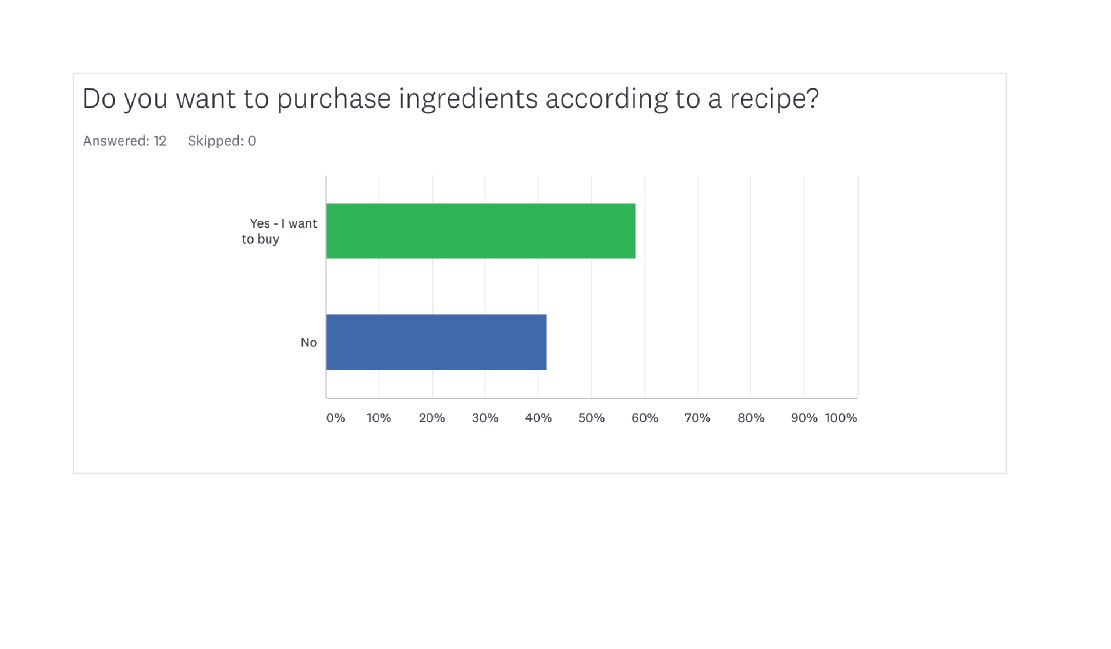 Do you want to purchase ingredients according to a recipe?
Answered: 12 Skipped: 0
Yes - I want
to buy
No
0% 10% 20% 30% 40% 50% 60% 70% 80% 90% 100%